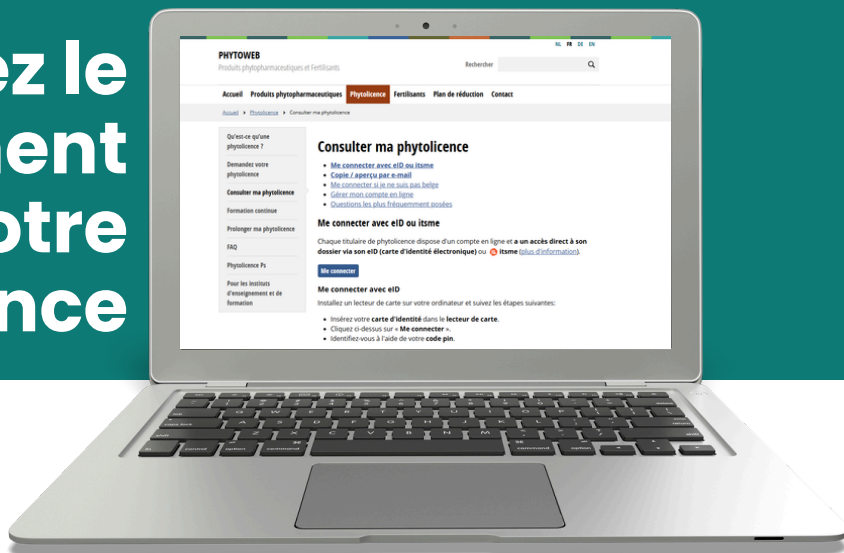 ez le
ment
otre
nce
NL FR DE EN
PHYTOWEB
Produits phytopharmaceutiques et Fertilisants
Rechercher
Accueil Produits phytopharmaceutiques Phytolicence Fertilisants Plan de réduction Contact
Accueil › Phytolicence › Consulter ma phytolicence
Qu'est-ce qu'une
phytolicence ?
Demandez votre
phytolicence
Consulter ma phytolicence
Formation continue
Prolonger ma phytolicence
FAQ
Phytolicence Ps
Pour les instituts
d'enseignement et de
formation
Consulter ma phytolicence
• Me connecter avec eID ou itsme
• Copie / aperçu par e-mail
• Me connecter si je ne suis pas belge
• Gérer mon compte en ligne
• Questions les plus fréquemment posées
Me connecter avec eID ou itsme
Chaque titulaire de phytolicence dispose d'un compte en ligne et a un accès direct à son
dossier via son eID (carte d'identité électronique) ou itsme (plus d'information).
Me connecter
Me connecter avec eID
Installez un lecteur de carte sur votre ordinateur et suivez les étapes suivantes:
• Insérez votre carte d'identité dans le lecteur de carte.
• Cliquez ci-dessus sur « Me connecter ».
• Identifiez-vous à l'aide de votre code pin.
Q W E R T Y U I O P
A S D F G H J K L
Z X C V B N M
control option command command option